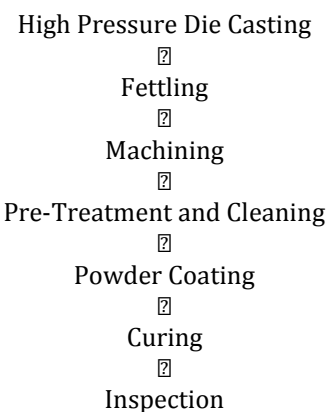 High Pressure Die Casting
⍰
Fettling
⍰
Machining
⍰
Pre-Treatment and Cleaning
⍰
Powder Coating
⍰
Curing
⍰
Inspection